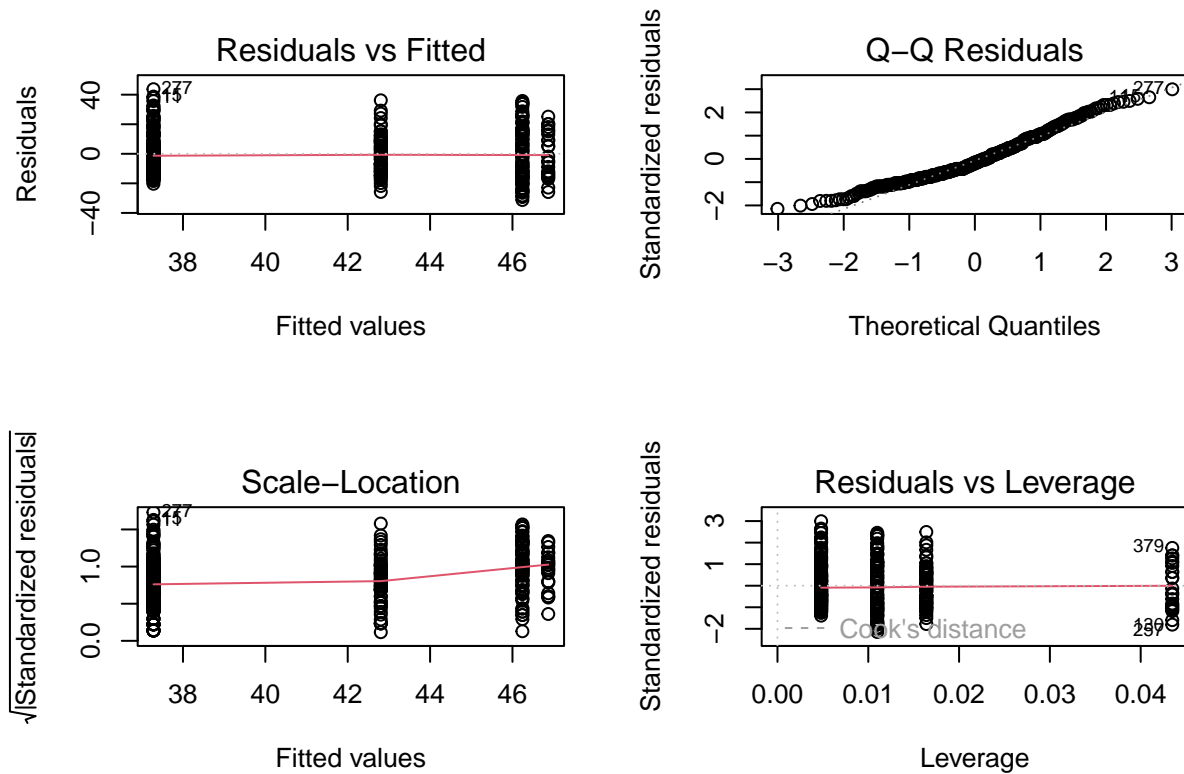 Residuals vs Fitted
Residuals
40
0
−40
277
38 40 42 44 46
Fitted values
Q−Q Residuals
Standardized residuals
2
0
−2
277
−3 −2 −1 0 1 2 3
Theoretical Quantiles
Scale−Location
√|Standardized residuals|
1.0
0.0
277
38 40 42 44 46
Fitted values
Residuals vs Leverage
Standardized residuals
3
1
−2
379
Cook's distance
0.00 0.01 0.02 0.03 0.04
Leverage